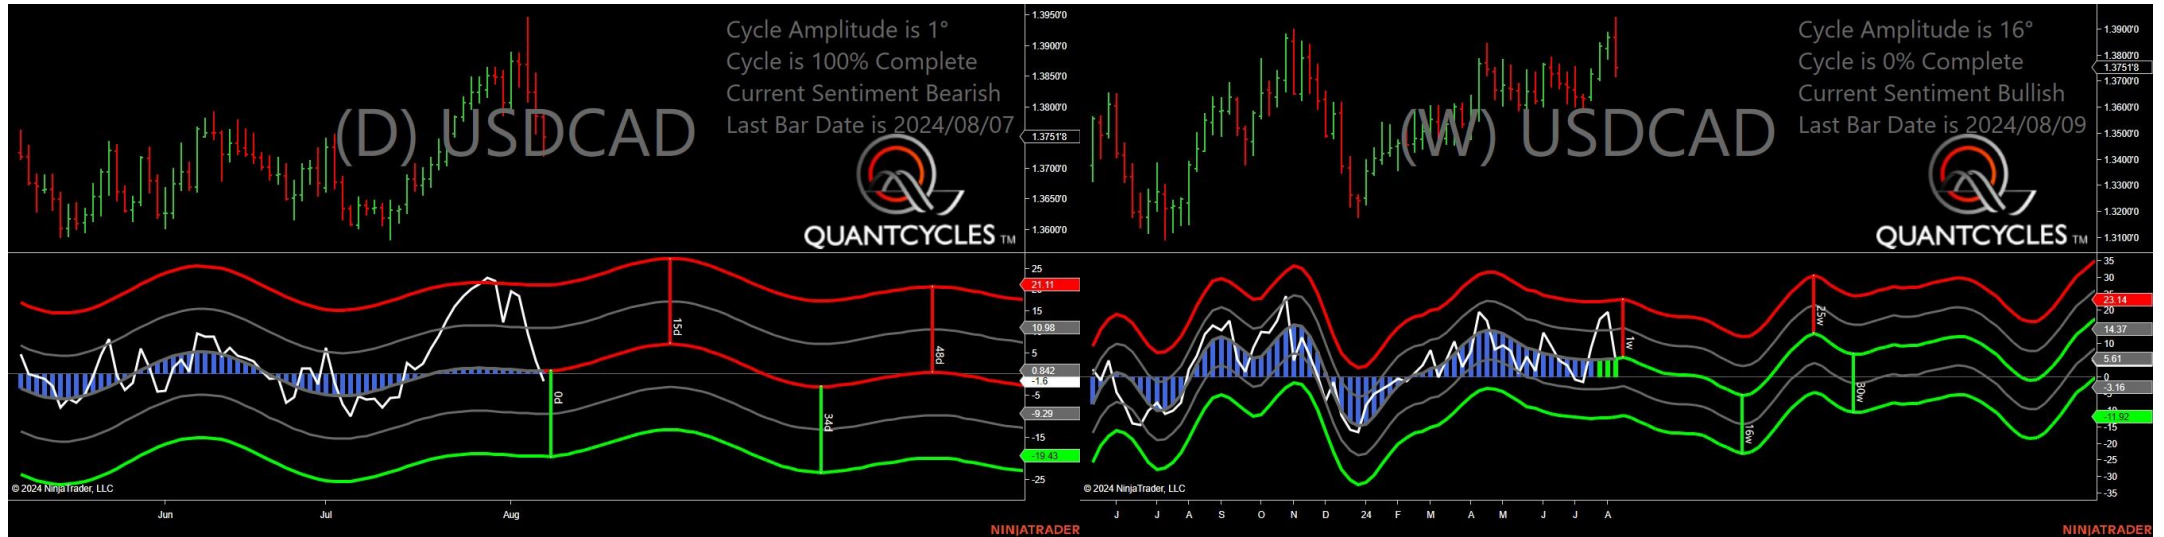 Cycle Amplitude is 1°
Cycle is 100% Complete
Current Sentiment Bearish
Last Bar Date is 2024/08/07
(D) USDCAD
QUANTCYCLES TM
1.3950'0
1.3900'0
1.3850'0
1.3800'0
1.3751'8
1.3700'0
1.3650'0
1.3600'0
25
21.11
15
10.98
5
0.842
-1.6
-5
-9.29
-15
-19.43
-25
0d
15d
34d
48d
© 2024 NinjaTrader, LLC
Jun
Jul
Aug
NINJATRADER
Cycle Amplitude is 16°
Cycle is 0% Complete
Current Sentiment Bullish
Last Bar Date is 2024/08/09
(W) USDCAD
QUANTCYCLES TM
1.3900'0
1.3800'0
1.3751'8
1.3700'0
1.3600'0
1.3500'0
1.3400'0
1.3300'0
1.3200'0
1.3100'0
35
30
23.14
14.37
10
5.61
0
-3.16
-11.92
-15
-20
-25
-30
-35
1w
16w
25w
30w
© 2024 NinjaTrader, LLC
J J A S O N D 24 F M A M J J A
NINJATRADER